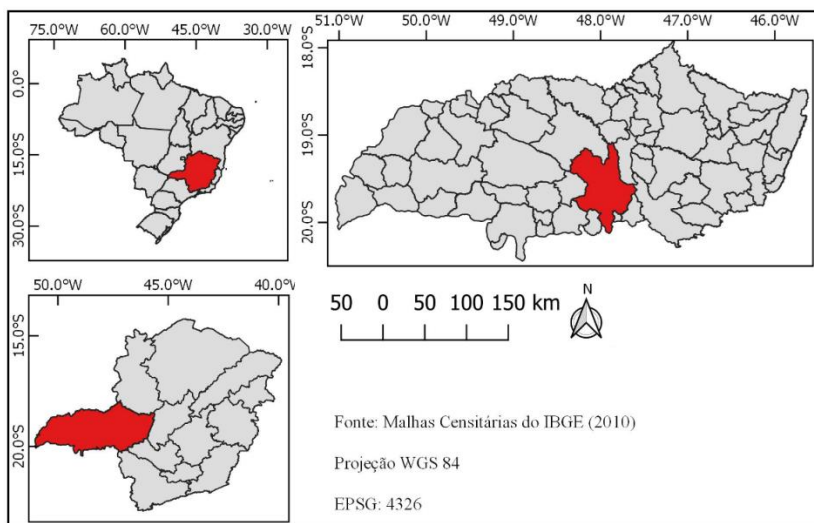 75.0°W 60.0°W 45.0°W 30.0°W
0.0°
15.0°S
30.0°S
51.0°W 50.0°W 49.0°W 48.0°W 47.0°W 46.0°W
18.0°S
19.0°S
20.0°S
50.0°W 45.0°W 40.0°W
15.0°S
20.0°S
50 0 50 100 150 km
N
Fonte: Malhas Censitárias do IBGE (2010)
Projeção WGS 84
EPSG: 4326